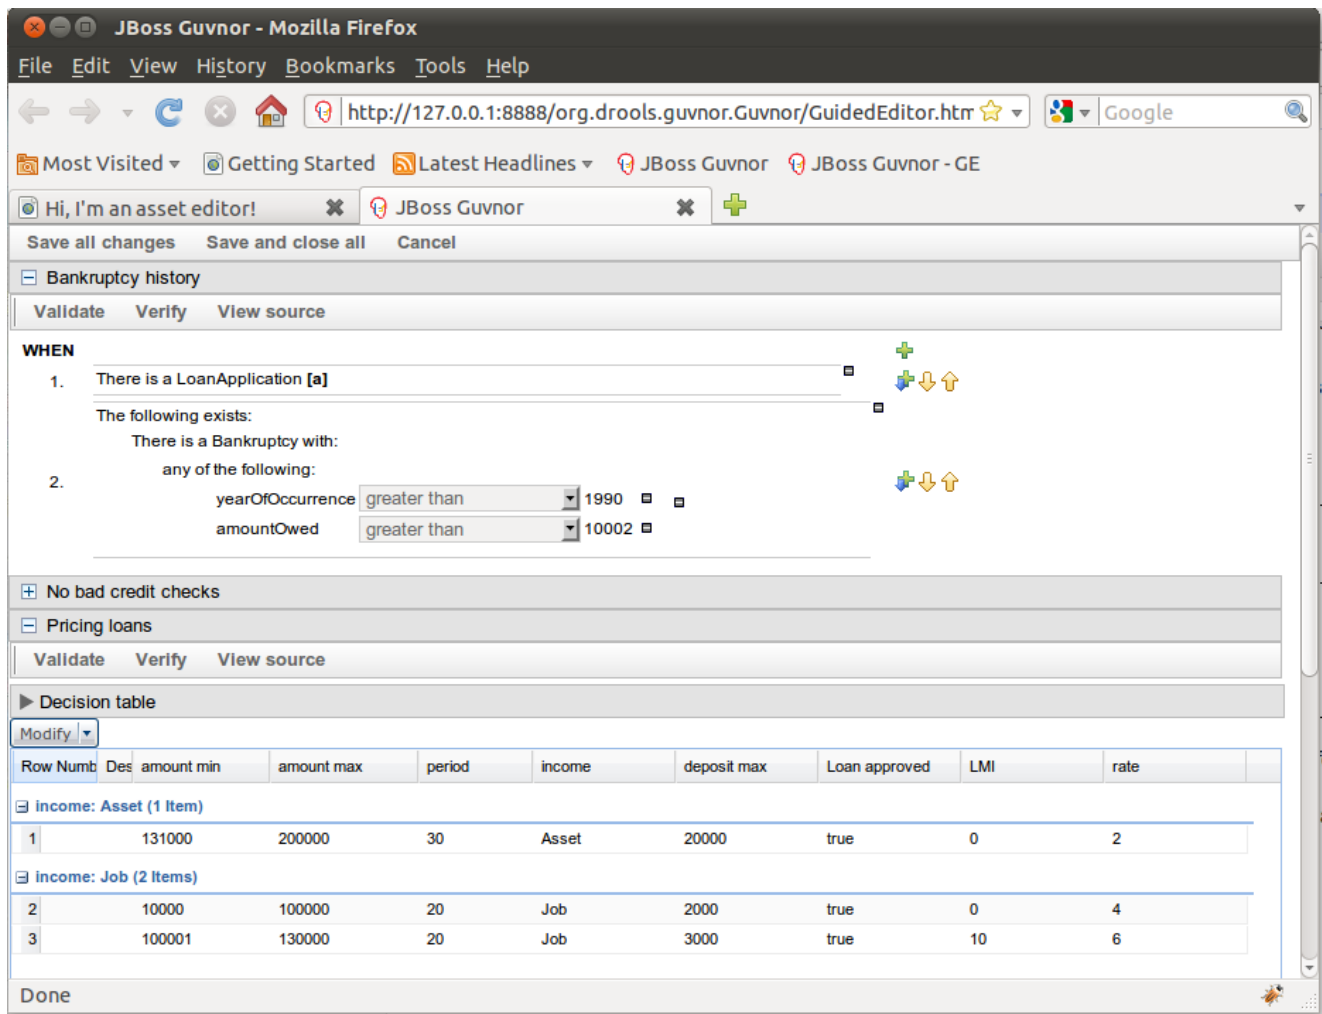 JBoss Guvnor - Mozilla Firefox
File Edit View History Bookmarks Tools Help
http://127.0.0.1:8888/org.drools.guvnor.Guvnor/GuidedEditor.htm Google
Most Visited Getting Started Latest Headlines JBoss Guvnor JBoss Guvnor - GE
Hi, I'm an asset editor! JBoss Guvnor
Save all changes Save and close all Cancel
Bankruptcy history
Validate Verify View source
WHEN
1. There is a LoanApplication [a]
The following exists:
There is a Bankruptcy with:
any of the following:
2.
yearOfOccurrence greater than 1990
amountOwed greater than 10002
No bad credit checks
Pricing loans
Validate Verify View source
Decision table
Modify
Row Numb Des amount min amount max period income deposit max Loan approved LMI rate
income: Asset (1 Item)
1 131000 200000 30 Asset 20000 true 0 2
income: Job (2 Items)
2 10000 100000 20 Job 2000 true 0 4
3 100001 130000 20 Job 3000 true 10 6
Done